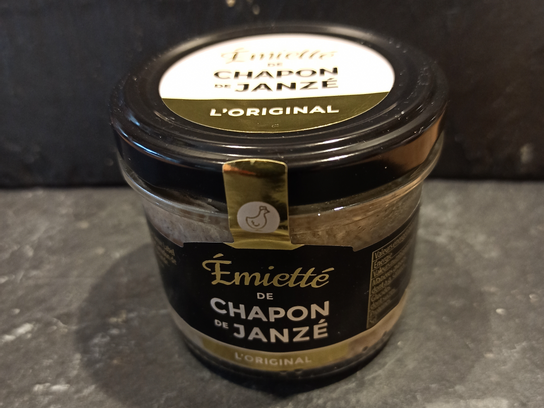 Émietté
DE
CHAPON
DE JANZÉ
L'ORIGINAL
Émietté
DE
CHAPON
DE JANZÉ
L'ORIGINAL